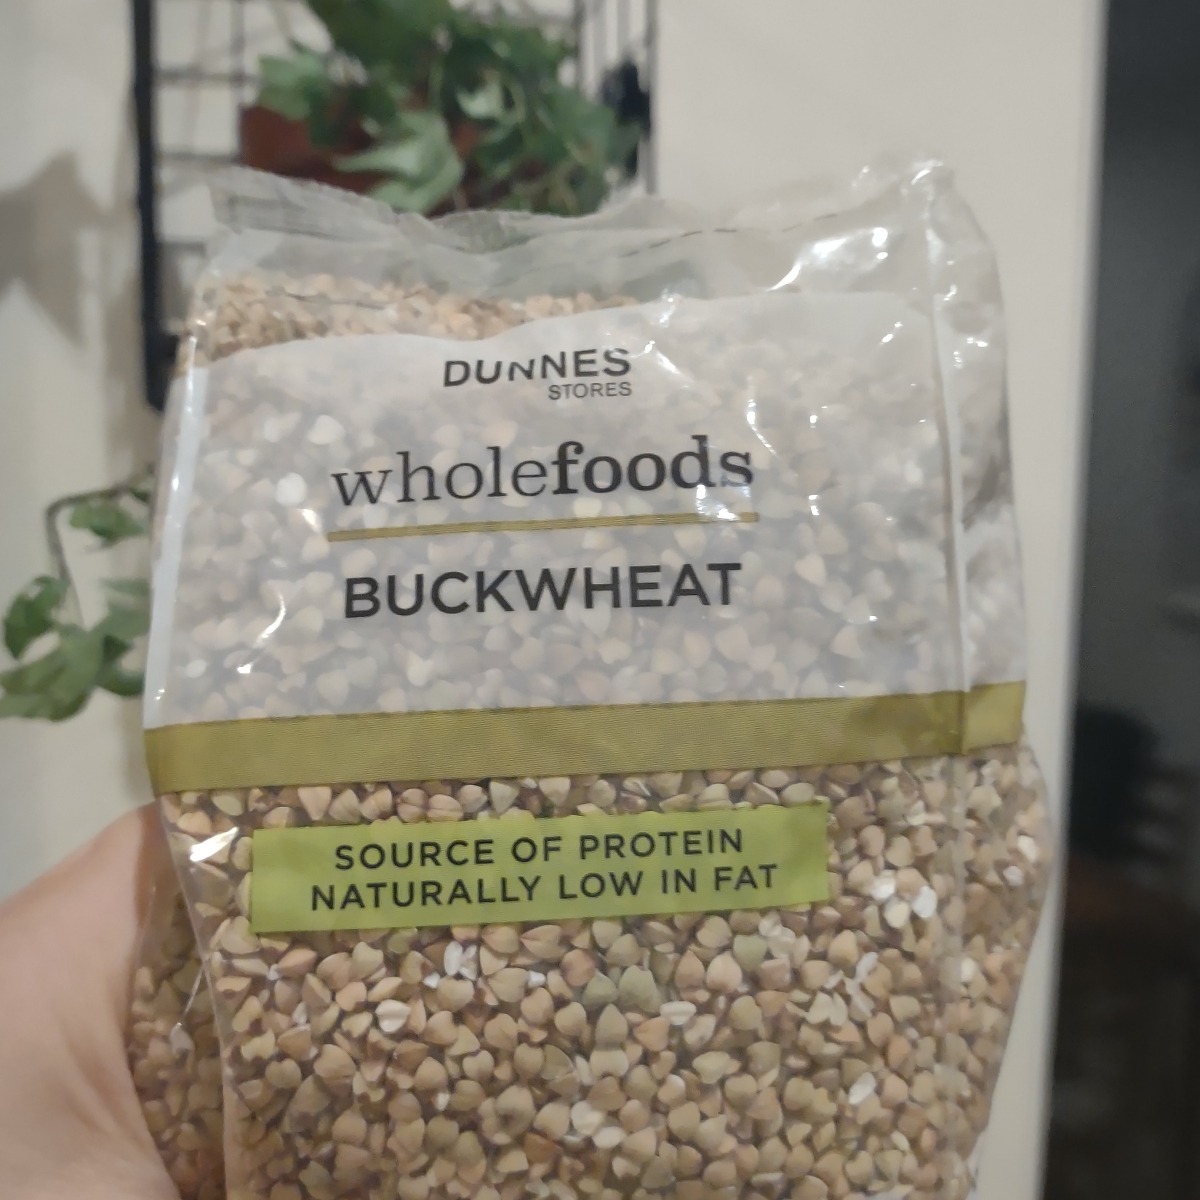 DUNNES
STORES
wholefoods
BUCKWHEAT
SOURCE OF PROTEIN
NATURALLY LOW IN FAT